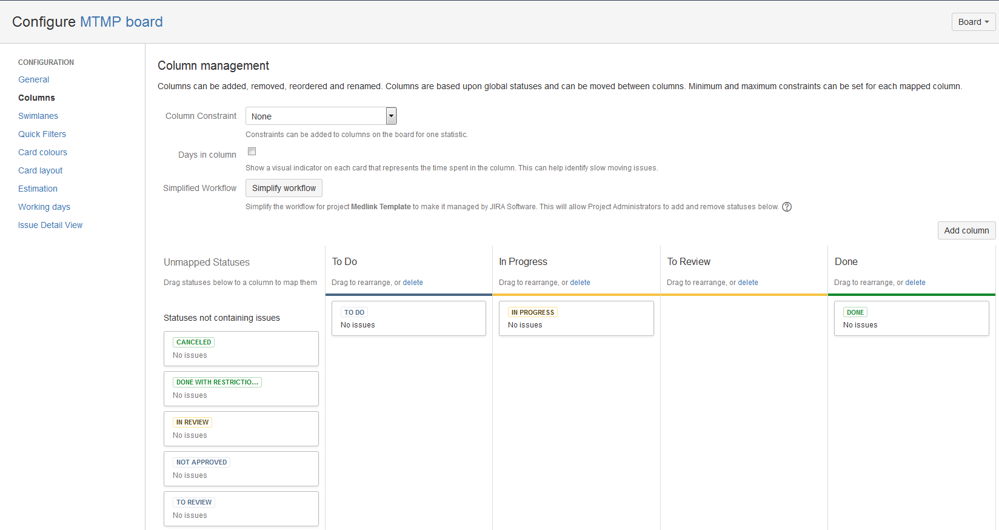 Configure MTMP board
Board
CONFIGURATION
General
Columns
Swimlanes
Quick Filters
Card colours
Card layout
Estimation
Working days
Issue Detail View
Column management
Columns can be added, removed, reordered and renamed. Columns are based upon global statuses and can be moved between columns. Minimum and maximum constraints can be set for each mapped column.
Column Constraint
None
Constraints can be added to columns on the board for one statistic.
Days in column
Show a visual indicator on each card that represents the time spent in the column. This can help identify slow moving issues.
Simplified Workflow
Simplify workflow
Simplify the workflow for project Medlink Template to make it managed by JIRA Software. This will allow Project Administrators to add and remove statuses below. ?
Add column
Unmapped Statuses
Drag statuses below to a column to map them
Statuses not containing issues
CANCELED
No issues
DONE WITH RESTRICTIO...
No issues
IN REVIEW
No issues
NOT APPROVED
No issues
TO REVIEW
No issues
To Do
Drag to rearrange, or delete
TO DO
No issues
In Progress
Drag to rearrange, or delete
IN PROGRESS
No issues
To Review
Drag to rearrange, or delete
Done
Drag to rearrange, or delete
DONE
No issues